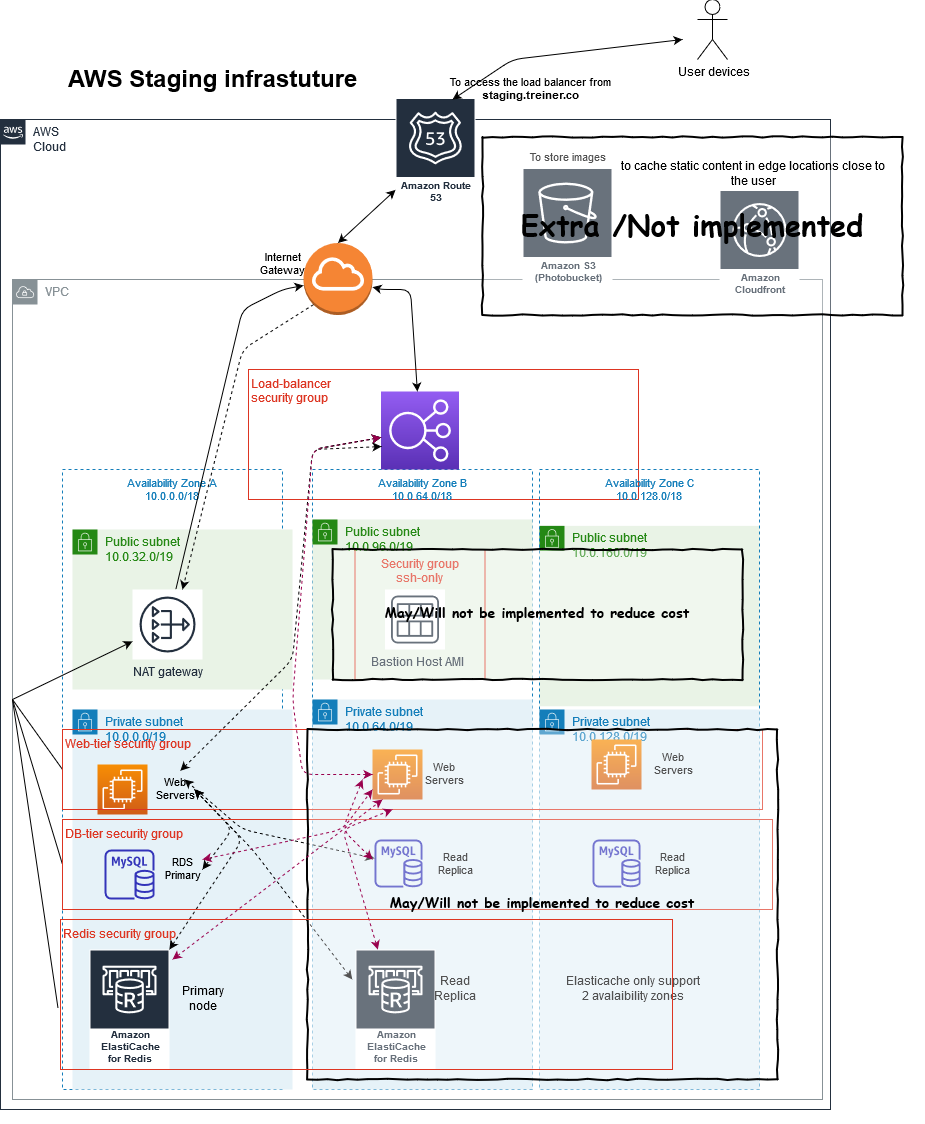 User devices
AWS Staging infrastuture
To access the load balancer from
staging.treiner.co
aws
AWS
Cloud
53
Amazon Route
53
To store images
to cache static content in edge locations close to
the user
Extra /Not implemented
Amazon S3
(Photobucket)
Amazon
Cloudfront
Internet
Gateway
VPC
Load-balancer
security group
Availability Zone A
10.0.0.0/18
Availability Zone B
10.0.64.0/18
Availability Zone C
10.0.128.0/18
Public subnet
10.0.32.0/19
Public subnet
10.0.96.0/19
Public subnet
10.0.160.0/19
Security group
ssh-only
May/Will not be implemented to reduce cost
Bastion Host AMI
NAT gateway
Private subnet
10.0.0.0/19
Private subnet
10.0.64.0/19
Private subnet
10.0.128.0/19
Web-tier security group
Web
Servers
Web
Servers
Web
Servers
DB-tier security group
MySQL
RDS
Primary
MySQL
Read
Replica
MySQL
Read
Replica
May/Will not be implemented to reduce cost
Redis security group
R
Primary
node
Amazon
ElastiCache
for Redis
R
Read
Replica
Amazon
ElastiCache
for Redis
Elasticache only support
2 avalaibility zones